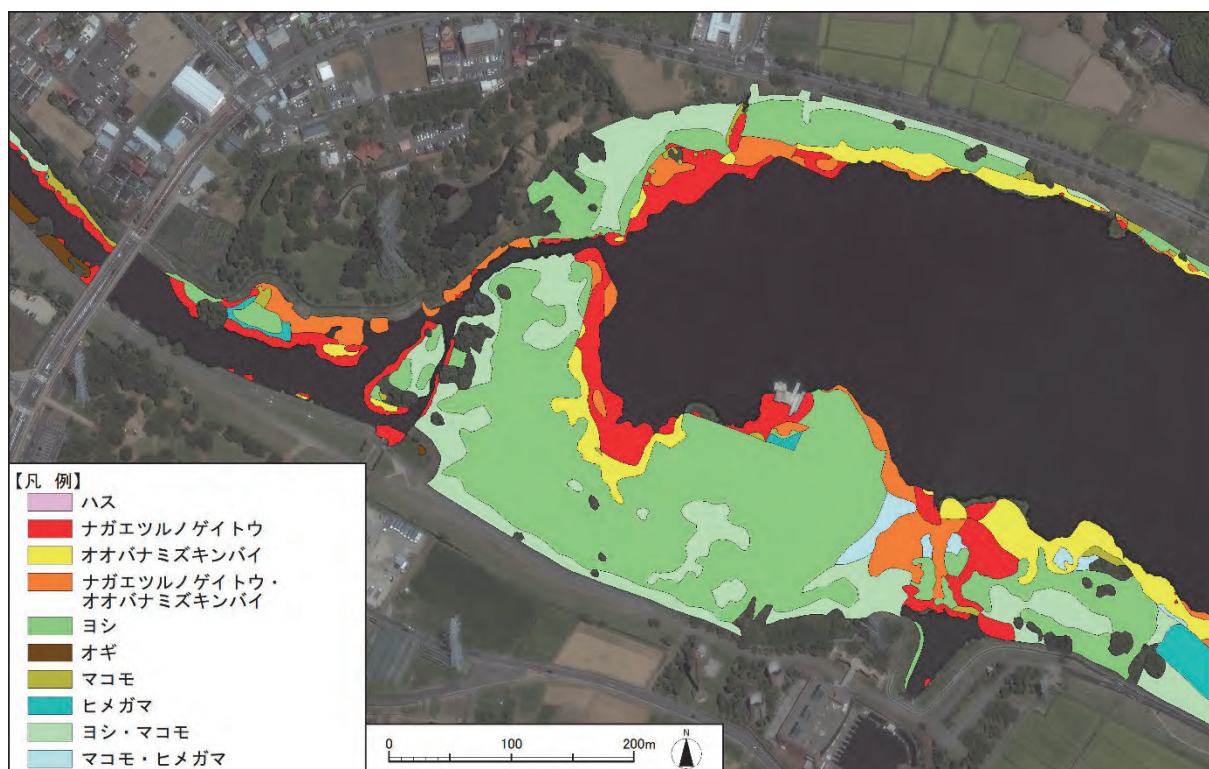 【凡 例】
ハス
ナガエツルノゲイトウ
オオバナミズキンバイ
ナガエツルノゲイトウ・
オオバナミズキンバイ
ヨシ
オギ
マコモ
ヒメガマ
ヨシ・マコモ
マコモ・ヒメガマ
0 100 200m
N